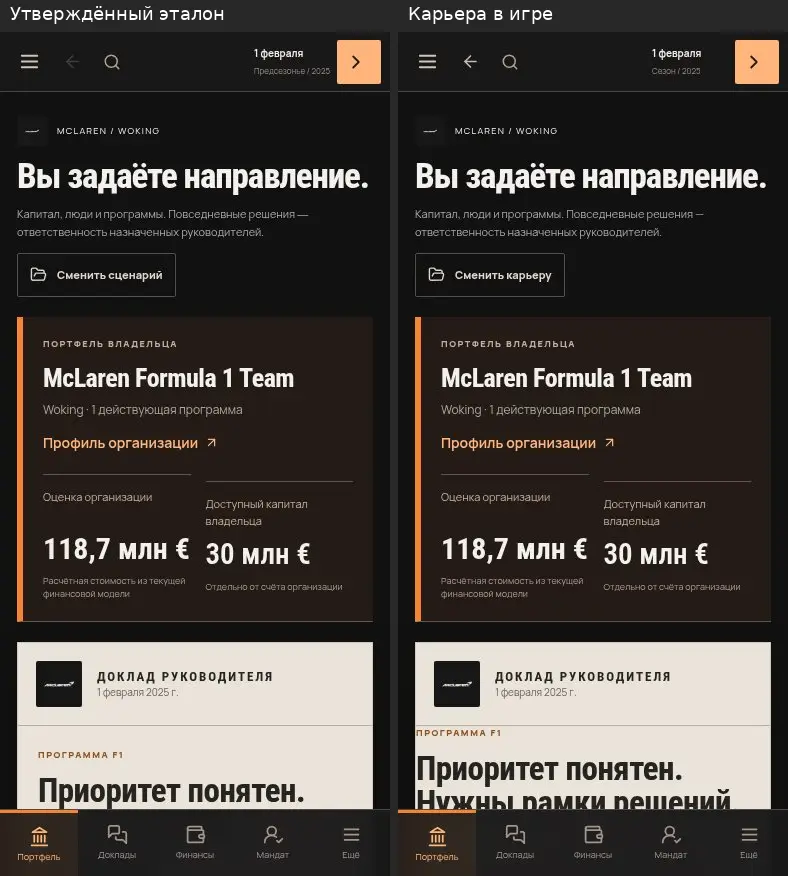 Утверждённый эталон
1 февраля
Предсезонье / 2025
MCLAREN / WOKING
Вы задаёте направление.
Капитал, люди и программы. Повседневные решения —
ответственность назначенных руководителей.
Сменить сценарий
ПОРТФЕЛЬ ВЛАДЕЛЬЦА
McLaren Formula 1 Team
Woking · 1 действующая программа
Профиль организации
Оценка организации
118,7 млн €
Расчётная стоимость из текущей
финансовой модели
Доступный капитал
владельца
30 млн €
Отдельно от счёта организации
McLaren
ДОКЛАД РУКОВОДИТЕЛЯ
1 февраля 2025 г.
ПРОГРАММА F1
Приоритет понятен.
Портфель
Доклады
Финансы
Мандат
Ещё
Карьера в игре
1 февраля
Сезон / 2025
MCLAREN / WOKING
Вы задаёте направление.
Капитал, люди и программы. Повседневные решения —
ответственность назначенных руководителей.
Сменить карьеру
ПОРТФЕЛЬ ВЛАДЕЛЬЦА
McLaren Formula 1 Team
Woking · 1 действующая программа
Профиль организации
Оценка организации
118,7 млн €
Расчётная стоимость из текущей
финансовой модели
Доступный капитал
владельца
30 млн €
Отдельно от счёта организации
McLaren
ДОКЛАД РУКОВОДИТЕЛЯ
1 февраля 2025 г.
ПРОГРАММА F1
Приоритет понятен.
Нужны рамки решений
Портфель
Доклады
Финансы
Мандат
Ещё